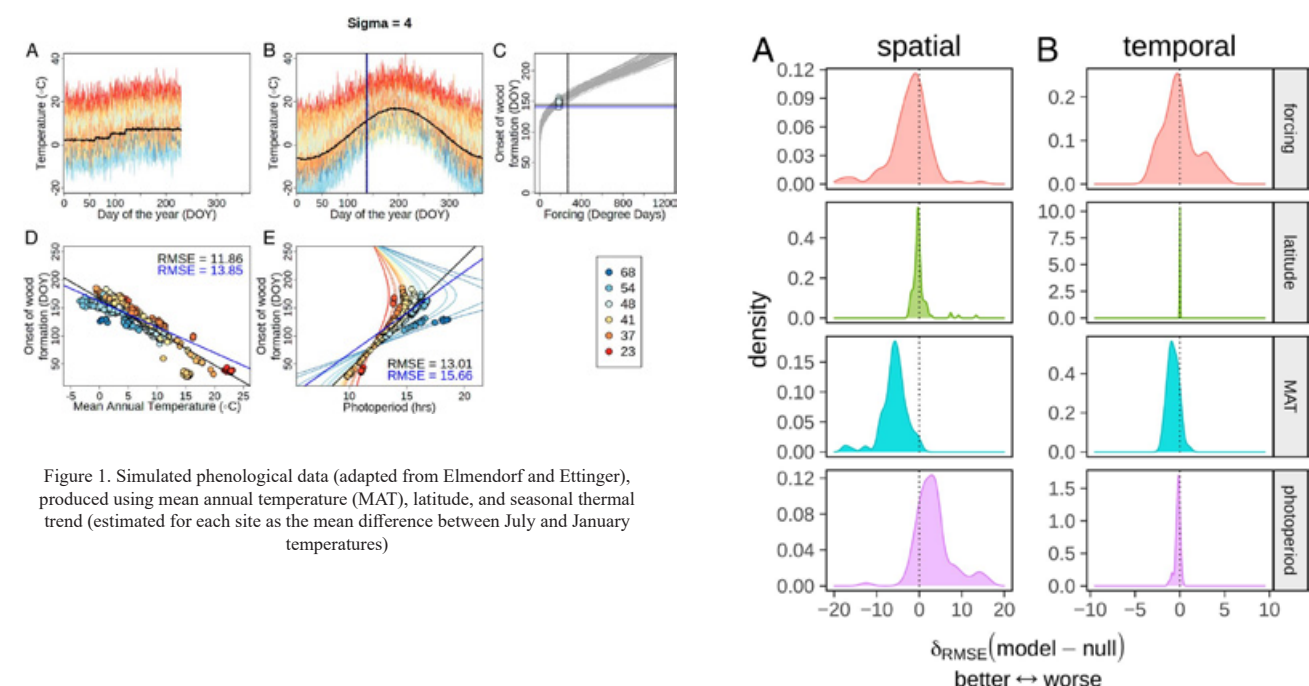 Sigma = 4
A
B
C
Temperature (◦C)
-20 0 20 40
0 50 100 200 300
Day of the year (DOY)
Temperature (◦C)
-20 0 20 40
0 50 100 200 300
Day of the year (DOY)
Onset of wood
formation (DOY)
0 50 100 150 200
0 400 800 1200
Forcing (Degree Days)
D
E
RMSE = 11.86
RMSE = 13.85
Onset of wood
formation (DOY)
50 100 150 200 250
-5 0 5 10 15 20 25
Mean Annual Temperature (◦C)
Onset of wood
formation (DOY)
50 100 150 200 250
RMSE = 13.01
RMSE = 15.66
10 15 20
Photoperiod (hrs)
68
54
48
41
37
23
Figure 1. Simulated phenological data (adapted from Elmendorf and Ettinger),
produced using mean annual temperature (MAT), latitude, and seasonal thermal
trend (estimated for each site as the mean difference between July and January
temperatures)
A spatial B temporal
density
0.12
0.09
0.06
0.03
0.00
0.2
0.1
0.0
forcing
0.4
0.2
0.0
10.0
7.5
5.0
2.5
0.0
latitude
0.15
0.10
0.05
0.00
0.4
0.2
0.0
MAT
0.12
0.08
0.04
0.00
1.5
1.0
0.5
0.0
photoperiod
−20 −10 0 10 20
−10 −5 0 5 10
δRMSE(model − null)
better ↔ worse